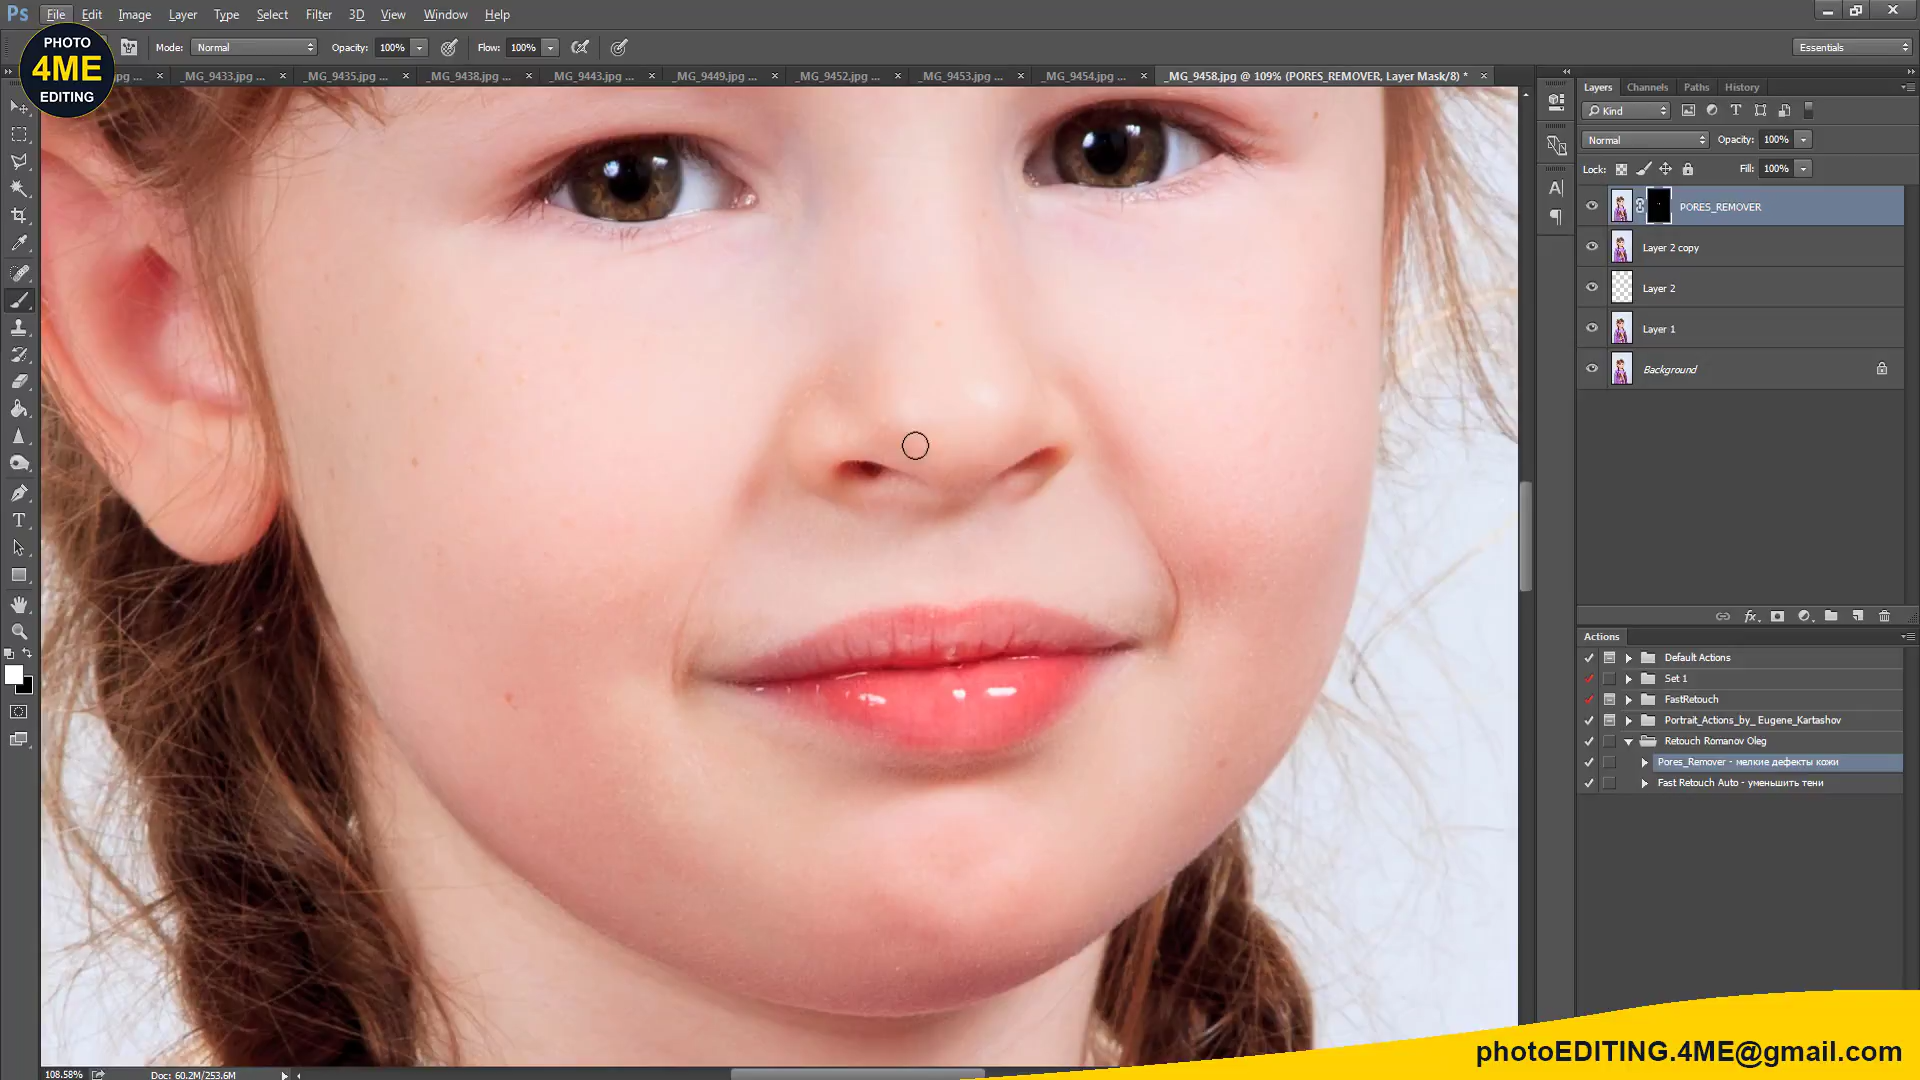 Ps File Edit Image Layer Type Select Filter 3D View Window Help
PHOTO
4ME
EDITING
Mode: Normal Opacity: 100% Flow: 100% Essentials
.jpg ... × _MG_9433.jpg ... × _MG_9435.jpg ... × _MG_9438.jpg ... × _MG_9443.jpg ... × _MG_9449.jpg ... × _MG_9452.jpg ... × _MG_9453.jpg ... × _MG_9454.jpg ... × _MG_9458.jpg @ 109% (PORES_REMOVER, Layer Mask/8) * ×
Layers Channels Paths History
Kind
Normal Opacity: 100%
Lock: Fill: 100%
PORES_REMOVER
Layer 2 copy
Layer 2
Layer 1
Background
Actions
Default Actions
Set 1
FastRetouch
Portrait_Actions_by_ Eugene_Kartashov
Retouch Romanov Oleg
Pores_Remover - мелкие дефекты кожи
Fast Retouch Auto - уменьшить тени
photoEDITING.4ME@gmail.com
108.58% Doc: 60.2M/253.6M